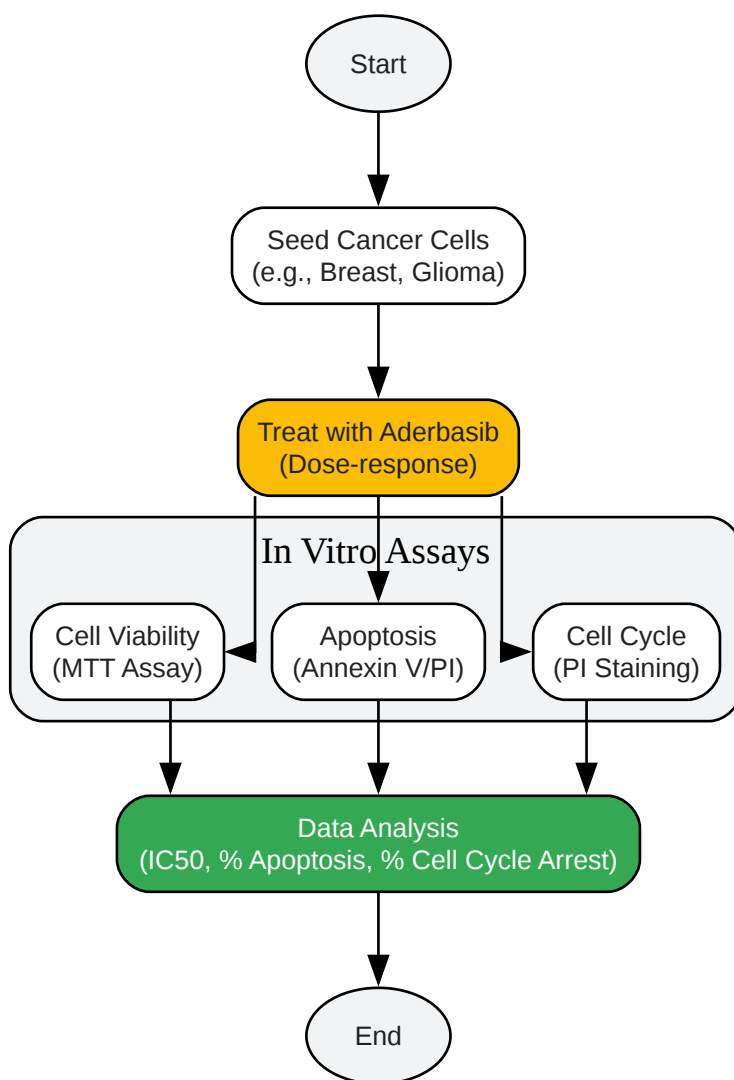 Start
Seed Cancer Cells
(e.g., Breast, Glioma)
Treat with Aderbasib
(Dose-response)
In Vitro Assays
Cell Viability
(MTT Assay)
Apoptosis
(Annexin V/PI)
Cell Cycle
(PI Staining)
Data Analysis
(IC50, % Apoptosis, % Cell Cycle Arrest)
End